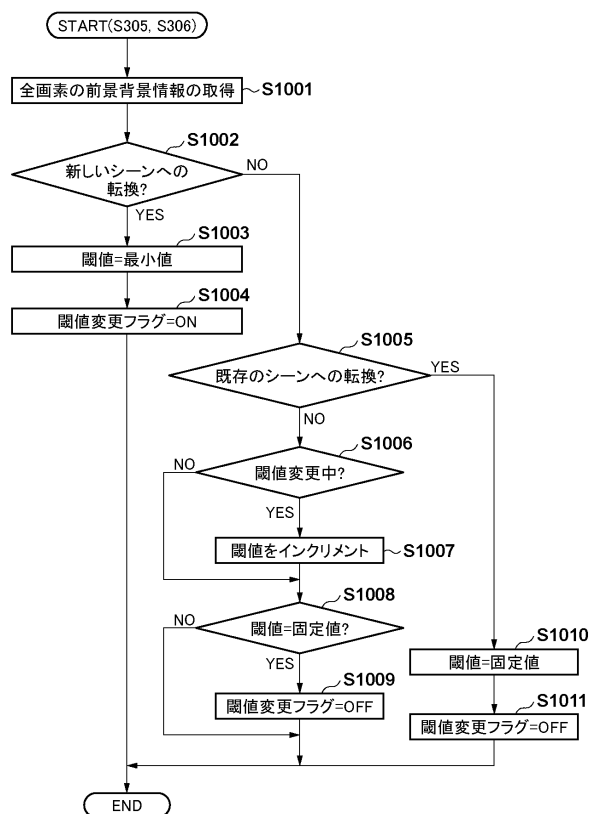 START(S305, S306)
全画素の前景背景情報の取得
S1001
S1002
新しいシーンへの
転換?
NO
YES
S1003
閾値=最小値
S1004
閾値変更フラグ=ON
S1005
既存のシーンへの転換?
YES
NO
S1006
閾値変更中?
NO
YES
閾値をインクリメント
S1007
S1008
閾値=固定値?
NO
YES
S1009
閾値変更フラグ=OFF
S1010
閾値=固定値
S1011
閾値変更フラグ=OFF
END